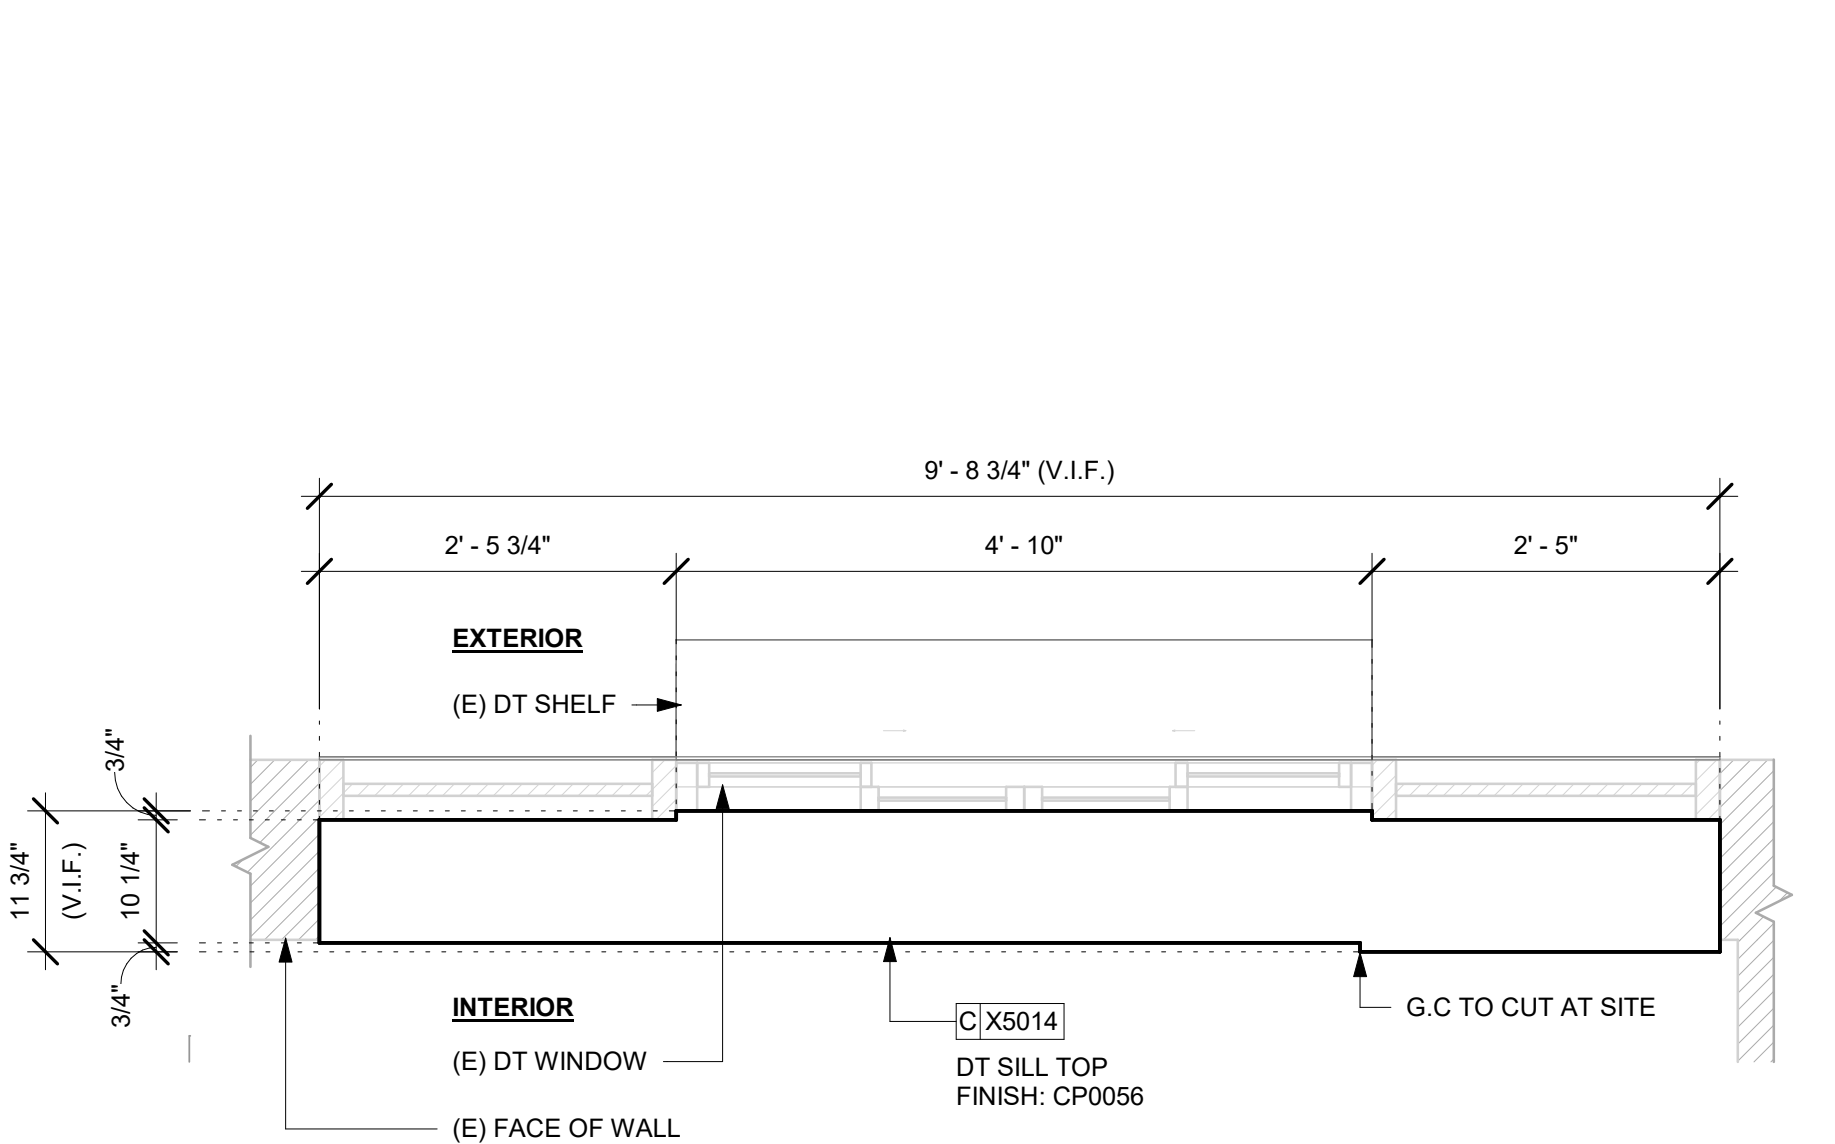 9' - 8 3/4" (V.I.F.)
2' - 5 3/4"
4' - 10"
2' - 5"
EXTERIOR
(E) DT SHELF
3/4"
11 3/4"
(V.I.F.)
10 1/4"
3/4"
INTERIOR
(E) DT WINDOW
(E) FACE OF WALL
C X5014
DT SILL TOP
FINISH: CP0056
G.C TO CUT AT SITE